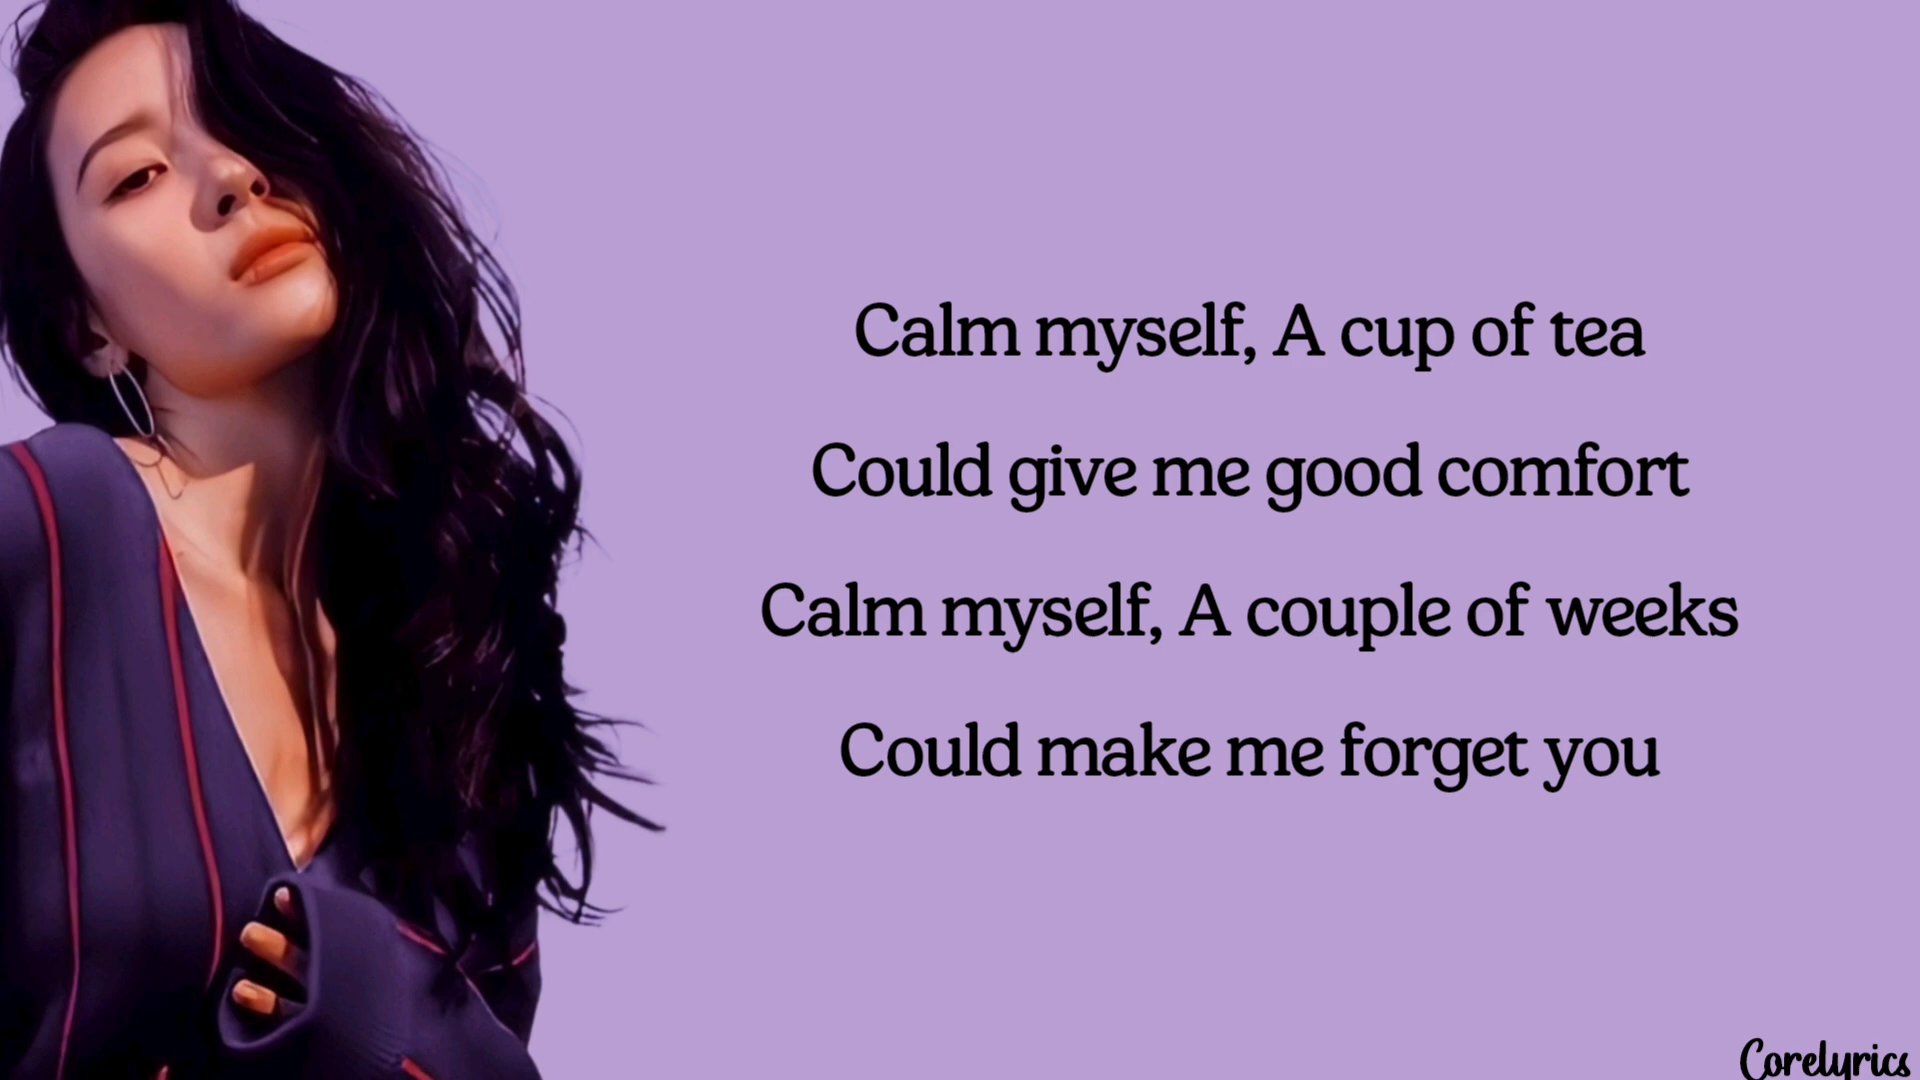 Calm myself, A cup of tea
Could give me good comfort
Calm myself, A couple of weeks
Could make me forget you
Corelyrics